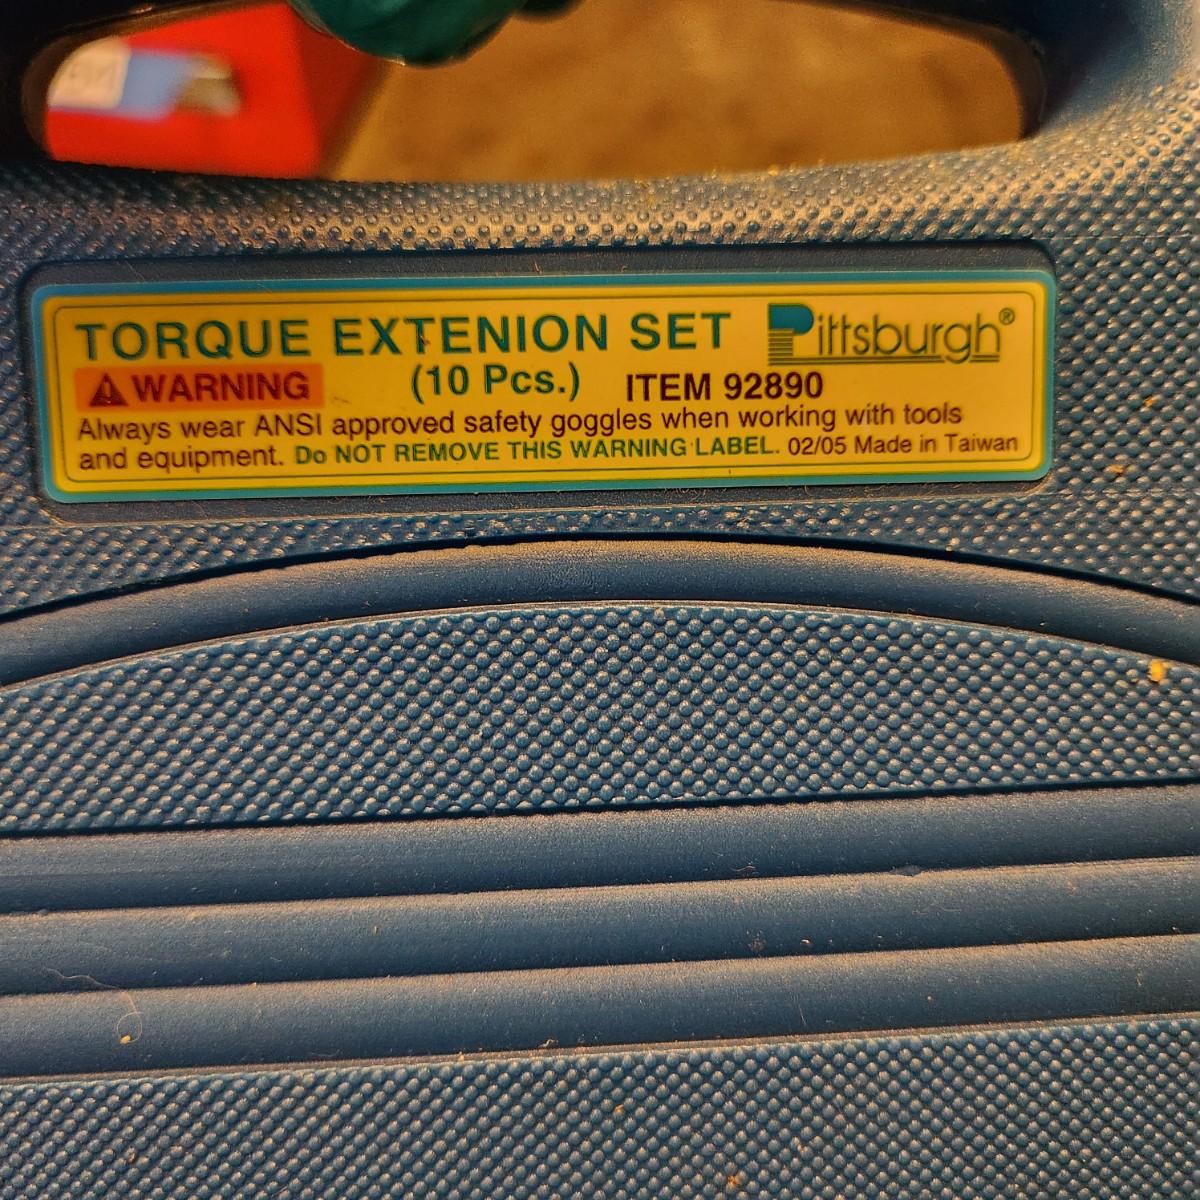 TORQUE EXTENION SET Pittsburgh®
⚠WARNING (10 Pcs.) ITEM 92890
Always wear ANSI approved safety goggles when working with tools
and equipment. Do NOT REMOVE THIS WARNING LABEL. 02/05 Made in Taiwan